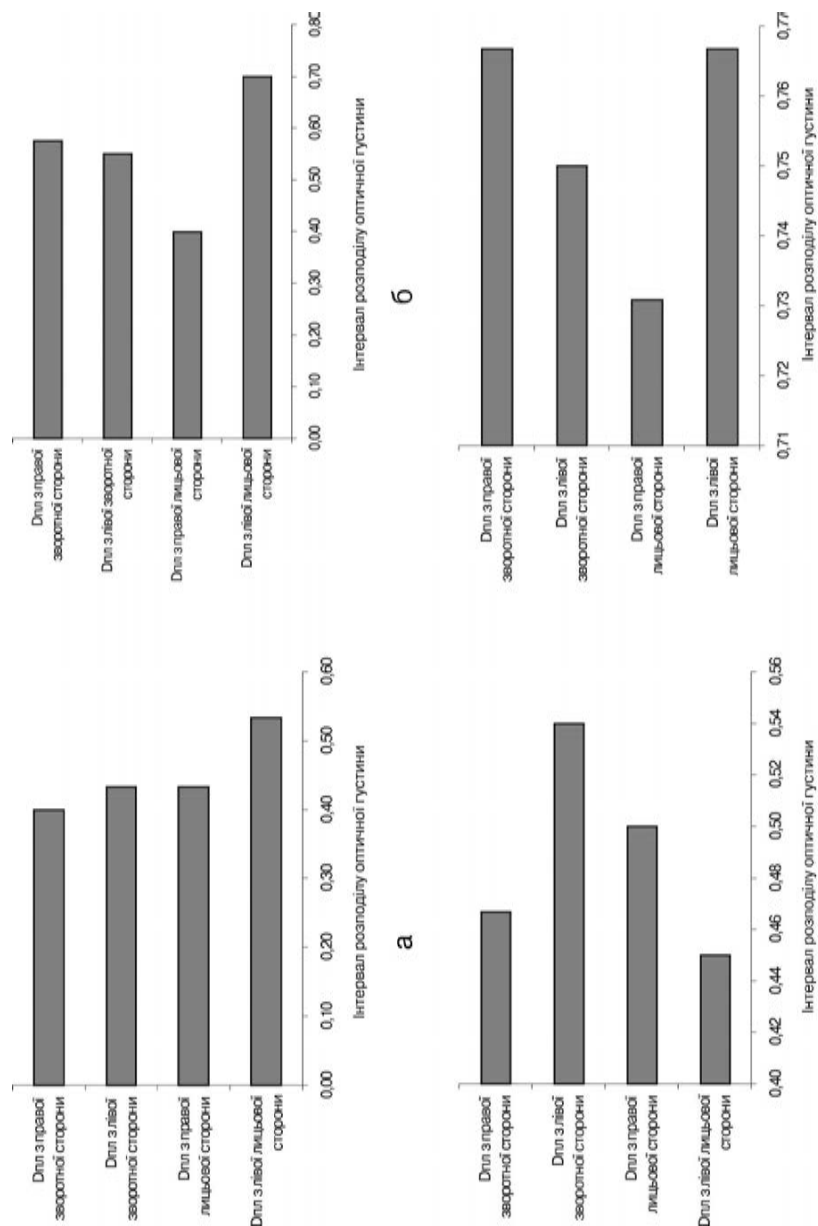 Dпл з правої
зворотної сторони
Dпл з лівої
зворотної сторони
Dпл з правої
лицьової сторони
Dпл з лівої лицьової
сторони
0,00 0,10 0,20 0,30 0,40 0,50 0,60
Інтервал розподілу оптичної густини
а
Dпл з правої
зворотної сторони
Dпл з лівої зворотної
сторони
Dпл з правої лицьової
сторони
Dпл з лівої лицьової
сторони
0,00 0,10 0,20 0,30 0,40 0,50 0,60 0,70 0,80
Інтервал розподілу оптичної густини
б
Dпл з правої
зворотної сторони
Dпл з лівої
зворотної сторони
Dпл з правої
лицьової сторони
Dпл з лівої лицьової
сторони
0,40 0,42 0,44 0,46 0,48 0,50 0,52 0,54 0,56
Інтервал розподілу оптичної густини
Dпл з правої
зворотної сторони
Dпл з лівої
зворотної сторони
Dпл з правої
лицьової сторони
Dпл з лівої
лицьової сторони
0,71 0,72 0,73 0,74 0,75 0,76 0,77
Інтервал розподілу оптичної густини